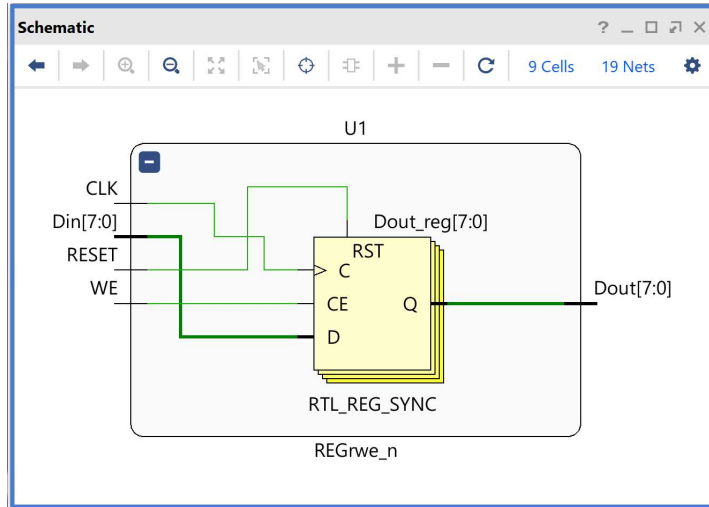 Schematic
9 Cells 19 Nets
U1
CLK
Din[7:0]
RESET
WE
Dout_reg[7:0]
RST
C
CE
Q
D
Dout[7:0]
RTL_REG_SYNC
REGrwe_n